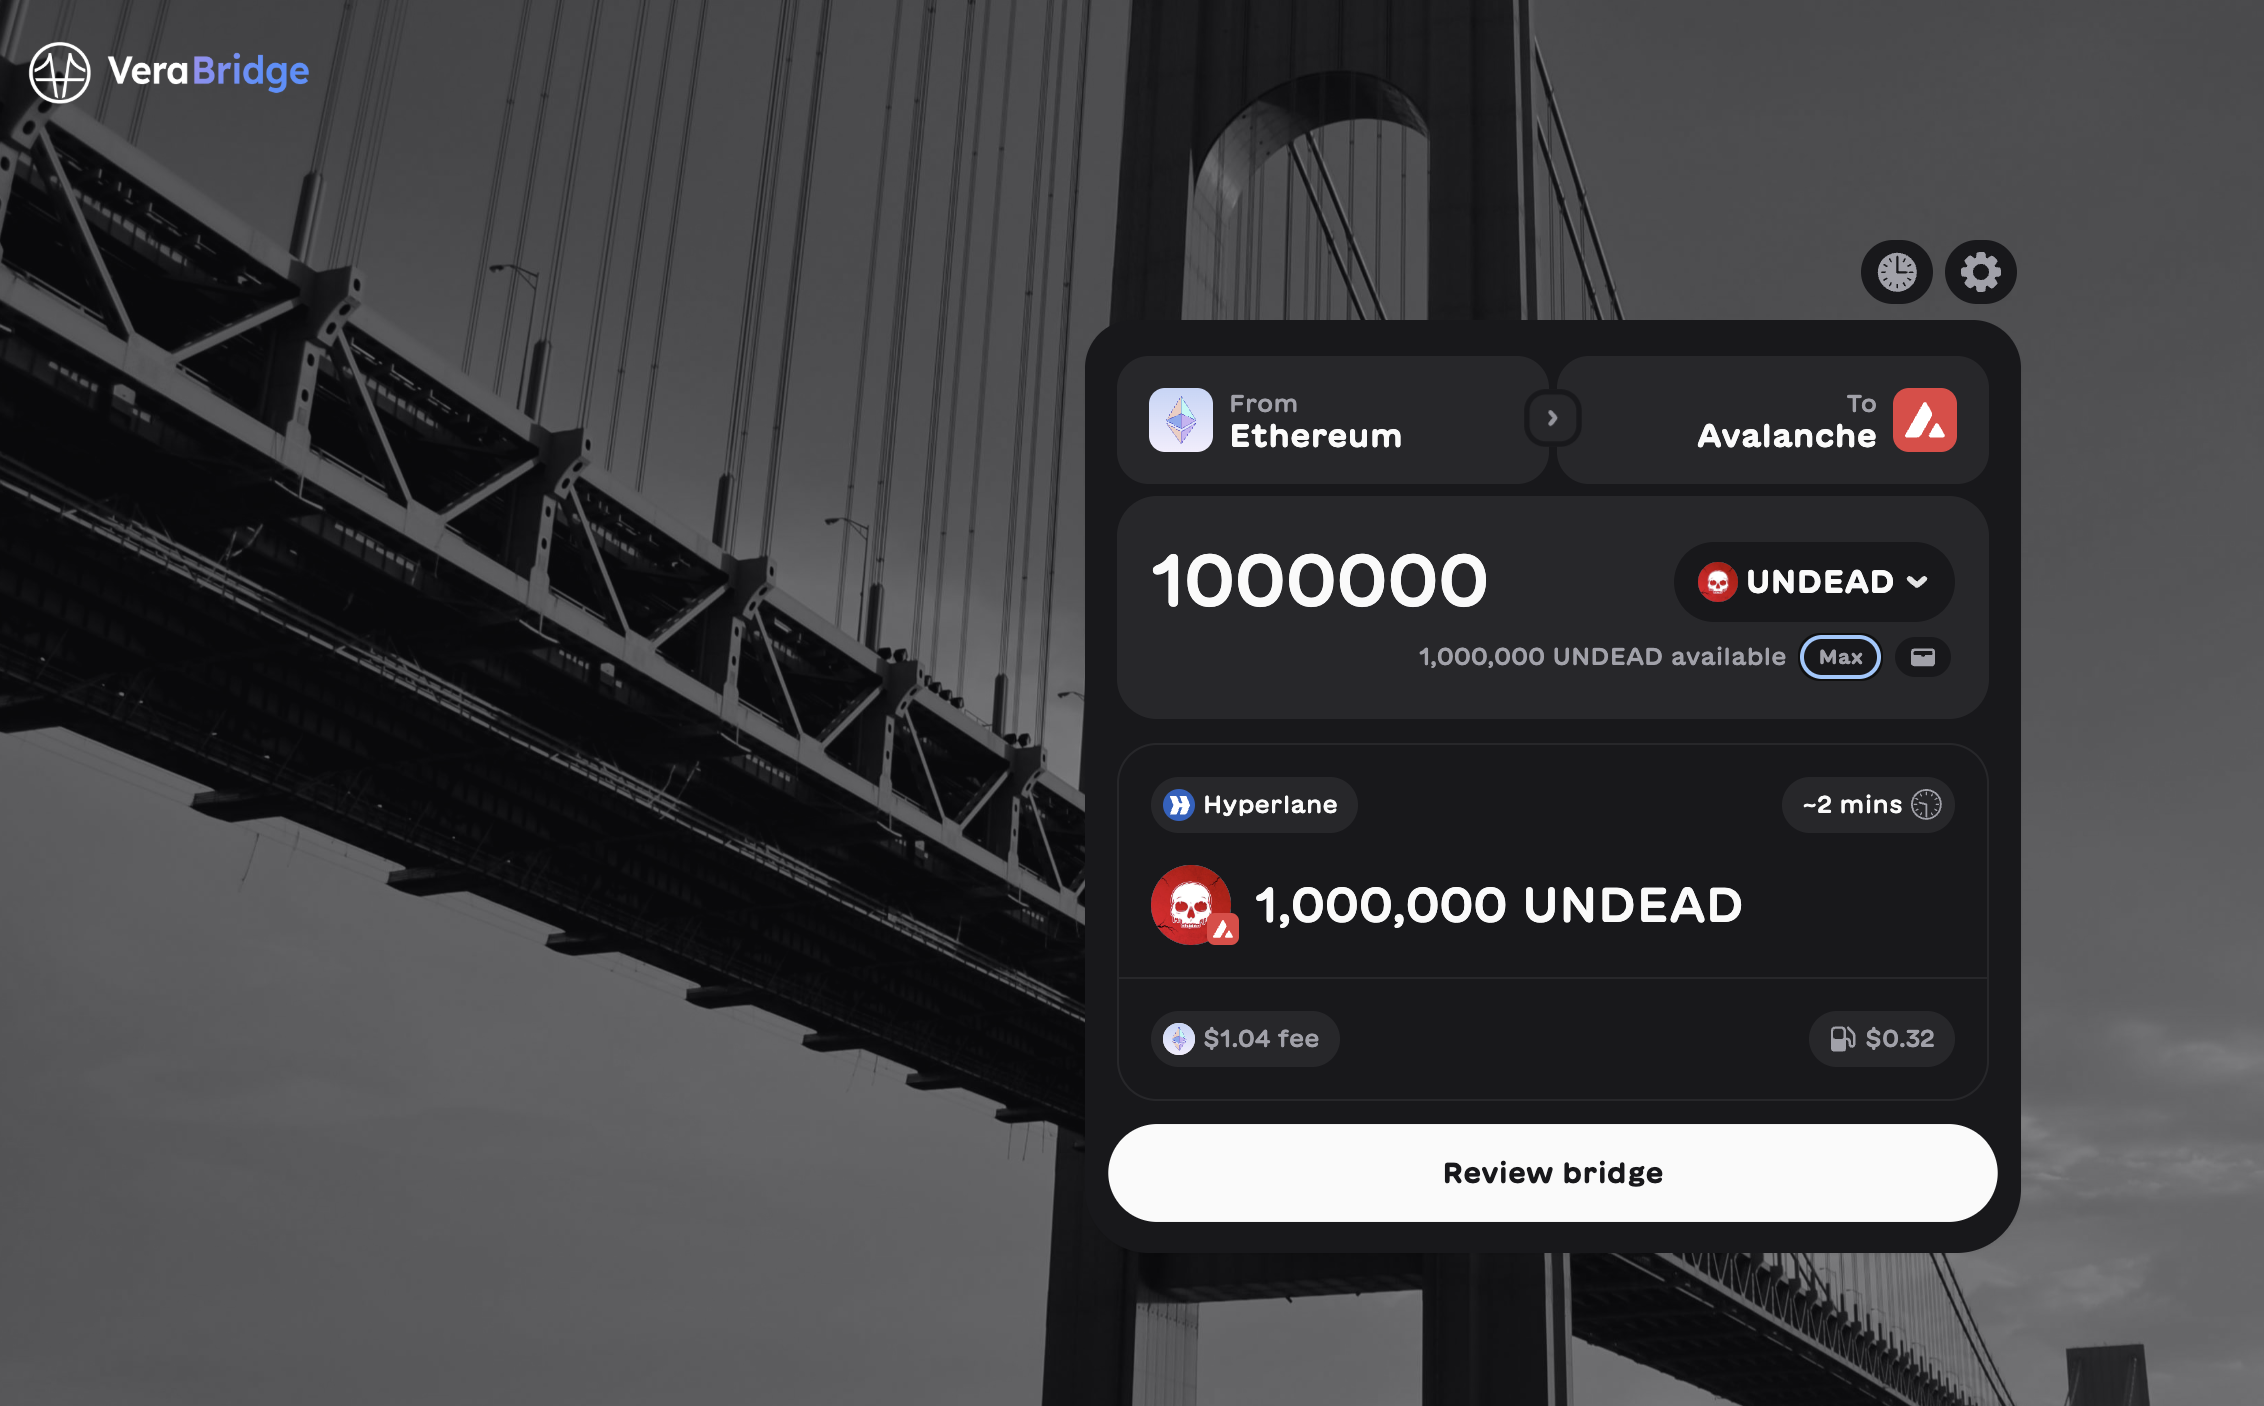 VeraBridge
From
Ethereum
To
Avalanche
1000000
UNDEAD
1,000,000 UNDEAD available
Max
Hyperlane
~2 mins
1,000,000 UNDEAD
$1.04 fee
$0.32
Review bridge